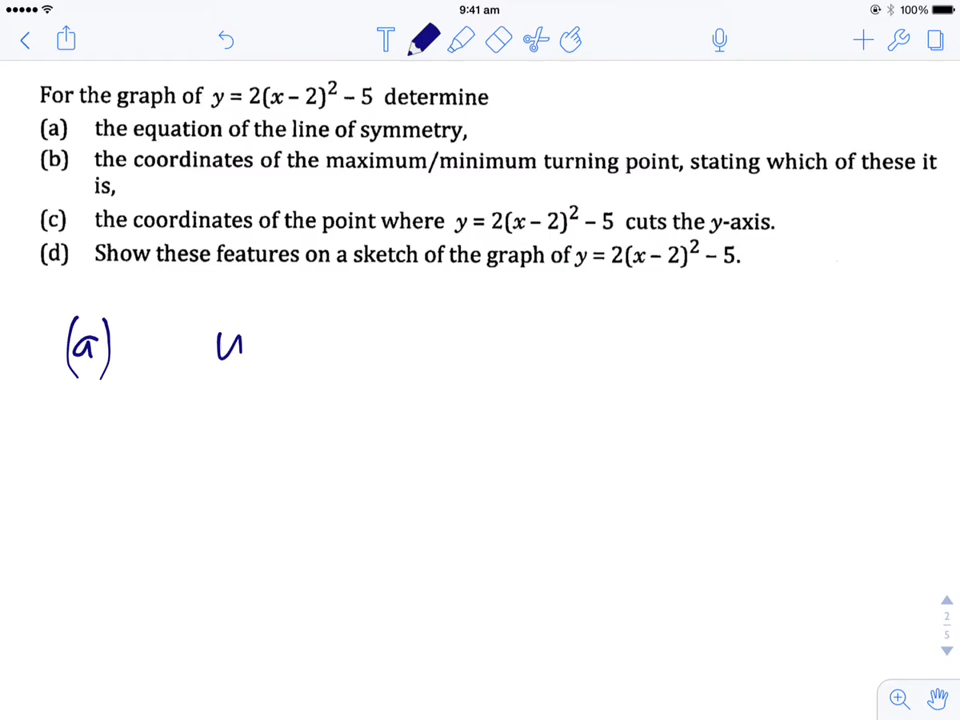 9:41 am
100%
T
For the graph of y = 2(x – 2)² – 5 determine
(a) the equation of the line of symmetry,
(b) the coordinates of the maximum/minimum turning point, stating which of these it
is,
(c) the coordinates of the point where y = 2(x – 2)² – 5 cuts the y-axis.
(d) Show these features on a sketch of the graph of y = 2(x – 2)² – 5.
(a)
2
5